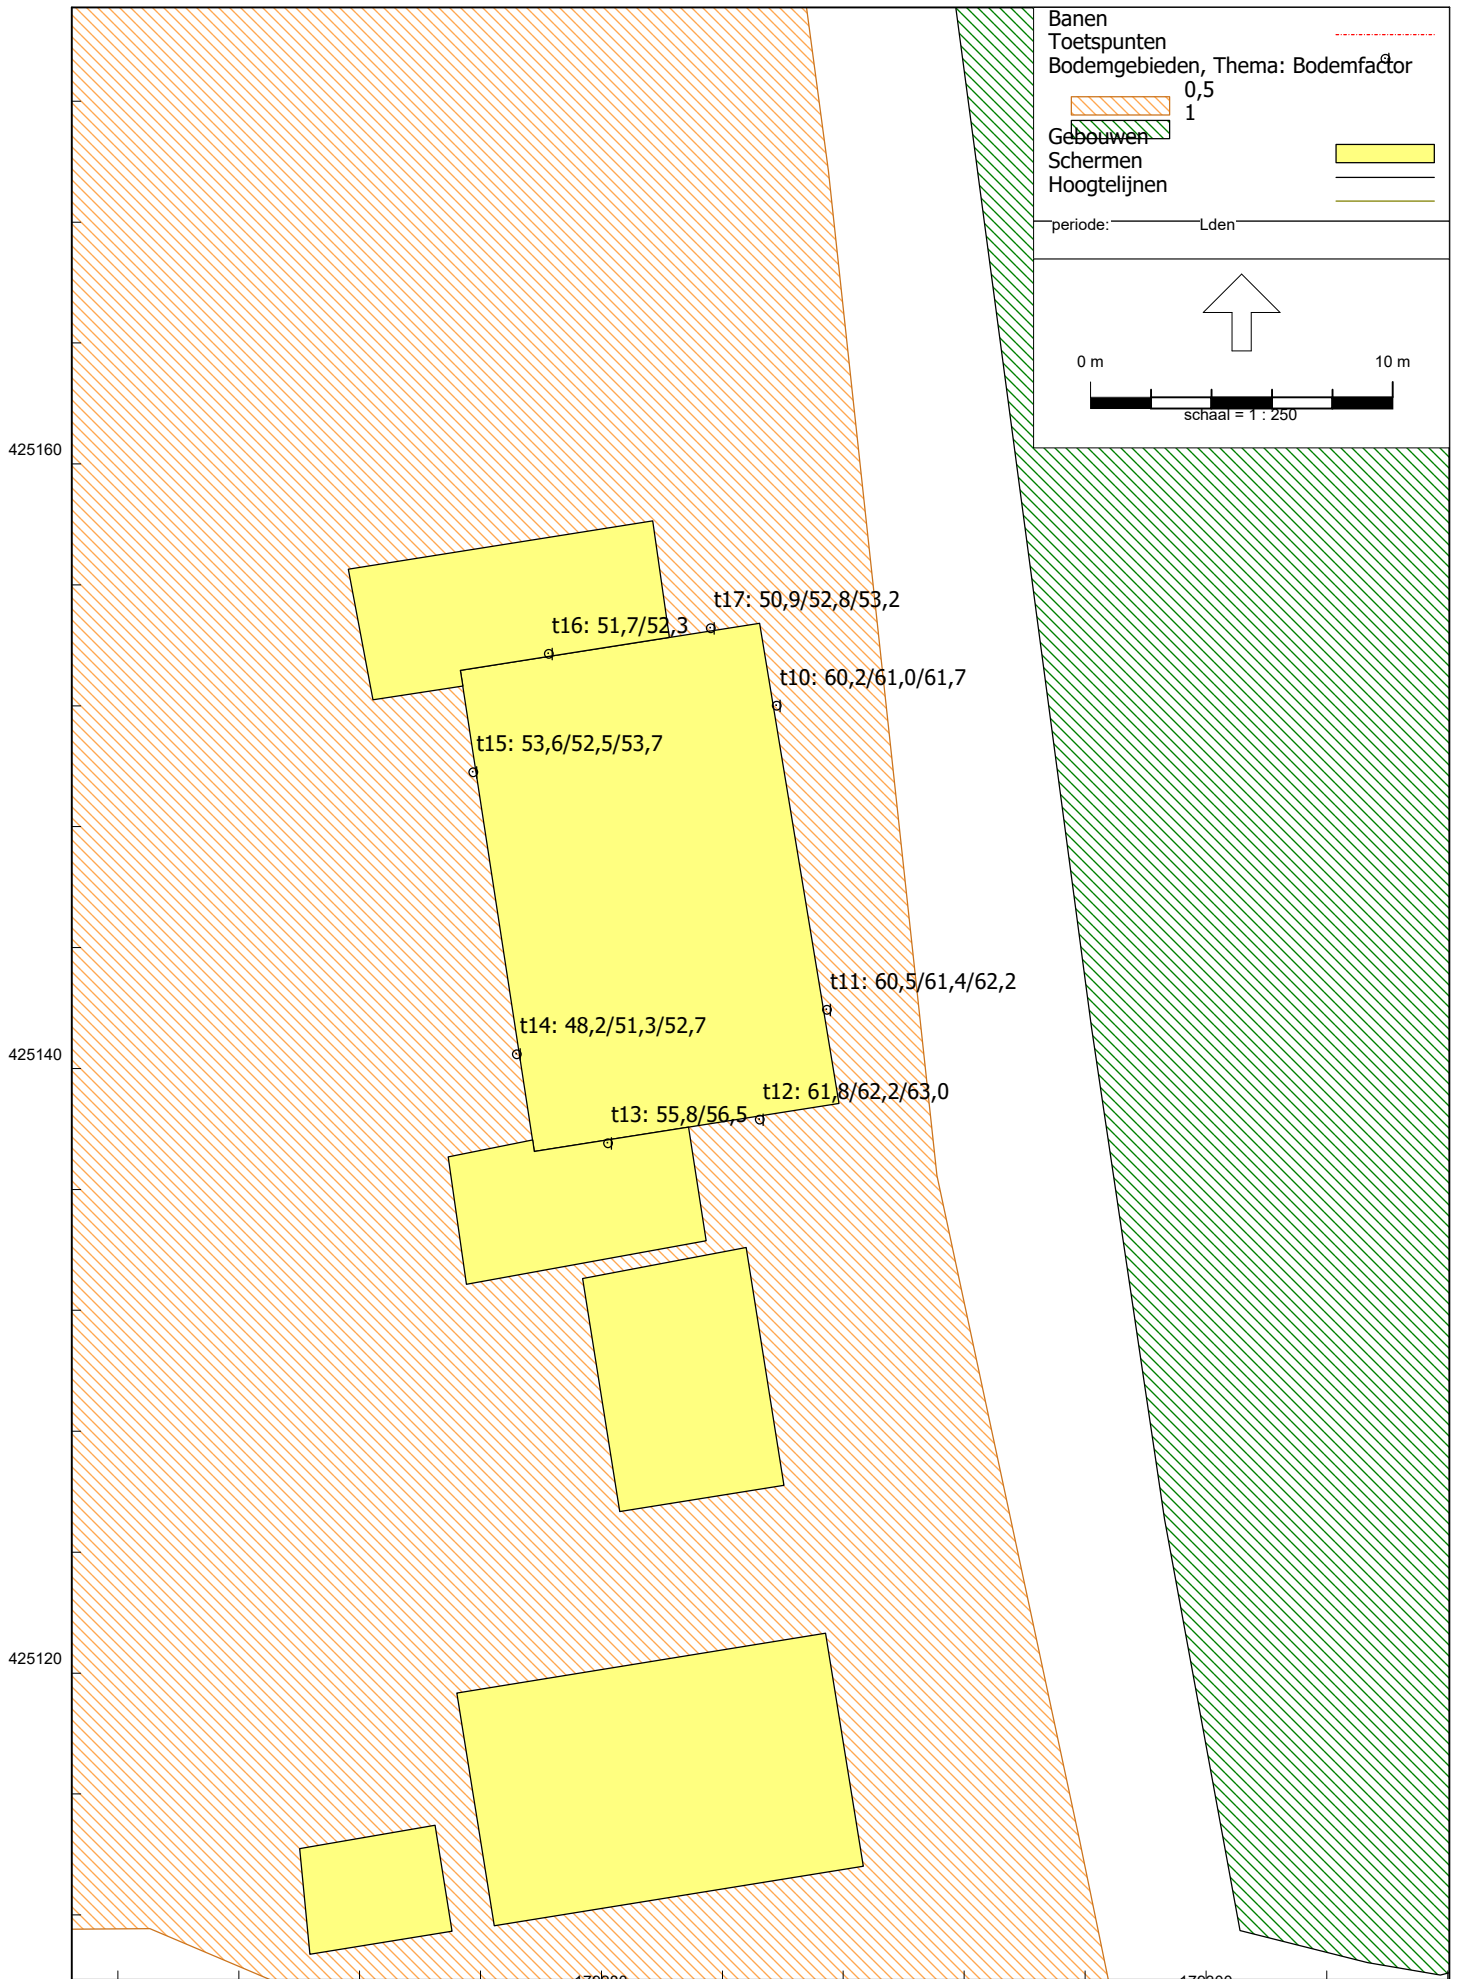 Banen
Toetspunten
Bodemgebieden, Thema: Bodemfactor
0,5
1
Gebouwen
Schermen
Hoogtelijnen
periode: Lden
0 m 10 m
schaal = 1 : 250
425160
t17: 50,9/52,8/53,2
t16: 51,7/52,3
t10: 60,2/61,0/61,7
t15: 53,6/52,5/53,7
t11: 60,5/61,4/62,2
t14: 48,2/51,3/52,7
425140
t12: 61,8/62,2/63,0
t13: 55,8/56,5
425120